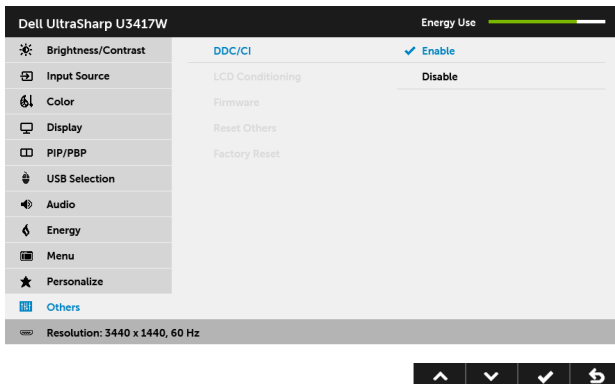 Dell UltraSharp U3417W
Energy Use
Brightness/Contrast
DDC/CI
Enable
Input Source
LCD Conditioning
Disable
Color
Firmware
Display
Reset Others
PIP/PBP
Factory Reset
USB Selection
Audio
Energy
Menu
Personalize
Others
Resolution: 3440 x 1440, 60 Hz